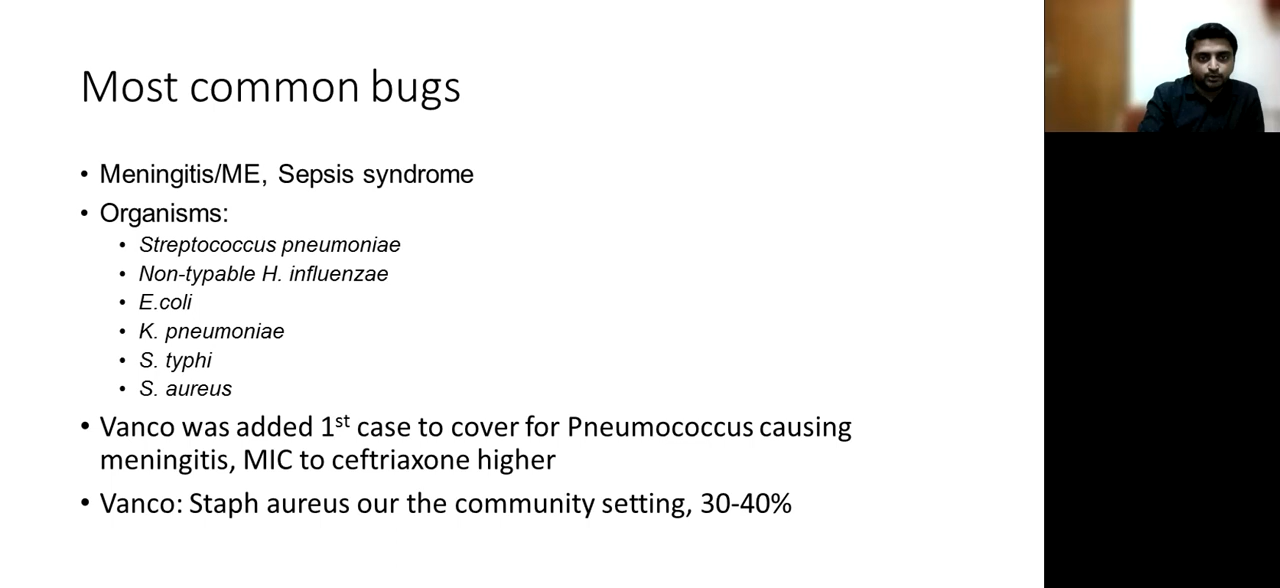 Most common bugs
• Meningitis/ME, Sepsis syndrome
• Organisms:
• Streptococcus pneumoniae
• Non-typable H. influenzae
• E.coli
• K. pneumoniae
• S. typhi
• S. aureus
• Vanco was added 1st case to cover for Pneumococcus causing
meningitis, MIC to ceftriaxone higher
• Vanco: Staph aureus our the community setting, 30-40%